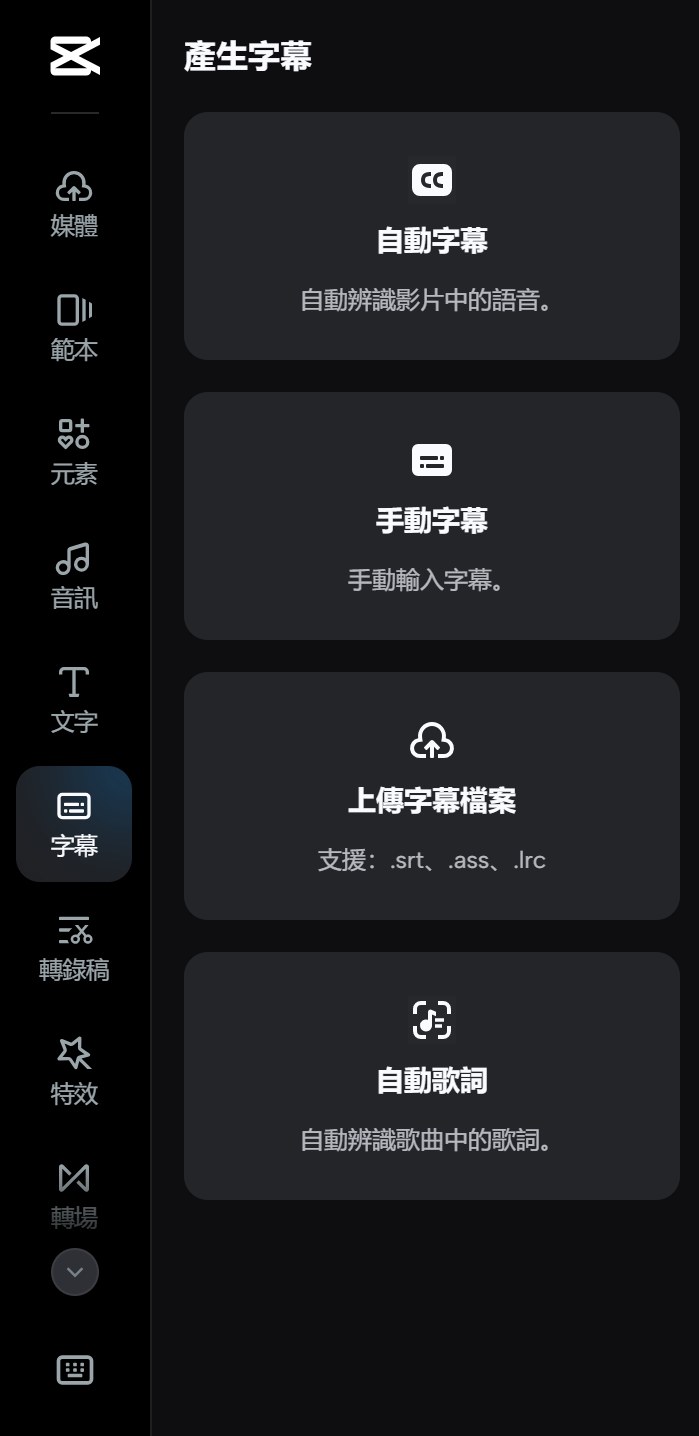 產生字幕
媒體
範本
元素
音訊
文字
字幕
轉錄稿
特效
轉場
CC
自動字幕
自動辨識影片中的語音。
手動字幕
手動輸入字幕。
上傳字幕檔案
支援：.srt、.ass、.lrc
自動歌詞
自動辨識歌曲中的歌詞。